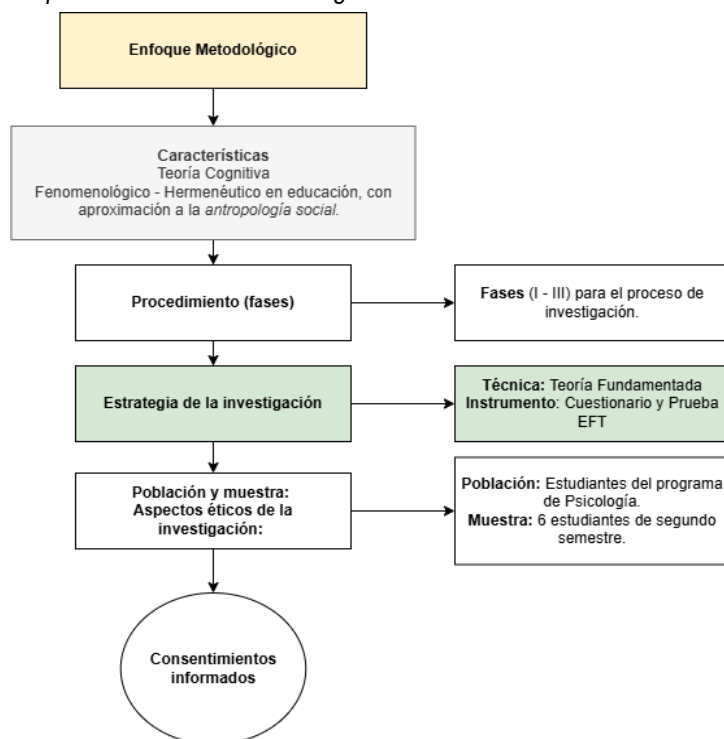 Enfoque Metodológico
Características
Teoría Cognitiva
Fenomenológico - Hermenéutico en educación, con
aproximación a la antropología social.
Procedimiento (fases)
Fases (I - III) para el proceso de
investigación.
Estrategia de la investigación
Técnica: Teoría Fundamentada
Instrumento: Cuestionario y Prueba
EFT
Población y muestra:
Aspectos éticos de la
investigación:
Población: Estudiantes del programa
de Psicología.
Muestra: 6 estudiantes de segundo
semestre.
Consentimientos
informados